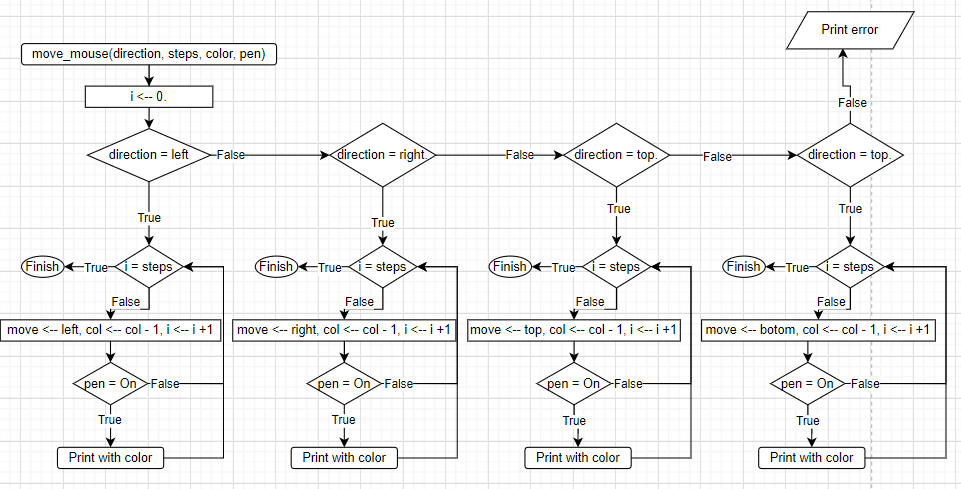 Print error
move_mouse(direction, steps, color, pen)
i <-- 0.
False
direction = left
False
direction = right.
False
direction = top.
False
direction = top.
True
True
True
True
Finish
True
i = steps
Finish
True
i = steps
Finish
True
i = steps
Finish
True
i = steps
False
False
False
False
move <-- left, col <-- col - 1, i <-- i +1
move <-- right, col <-- col - 1, i <-- i +1
move <-- top, col <-- col - 1, i <-- i +1
move <-- botom, col <-- col - 1, i <-- i +1
pen = On
False
pen = On
False
pen = On
False
pen = On
False
True
True
True
True
Print with color
Print with color
Print with color
Print with color